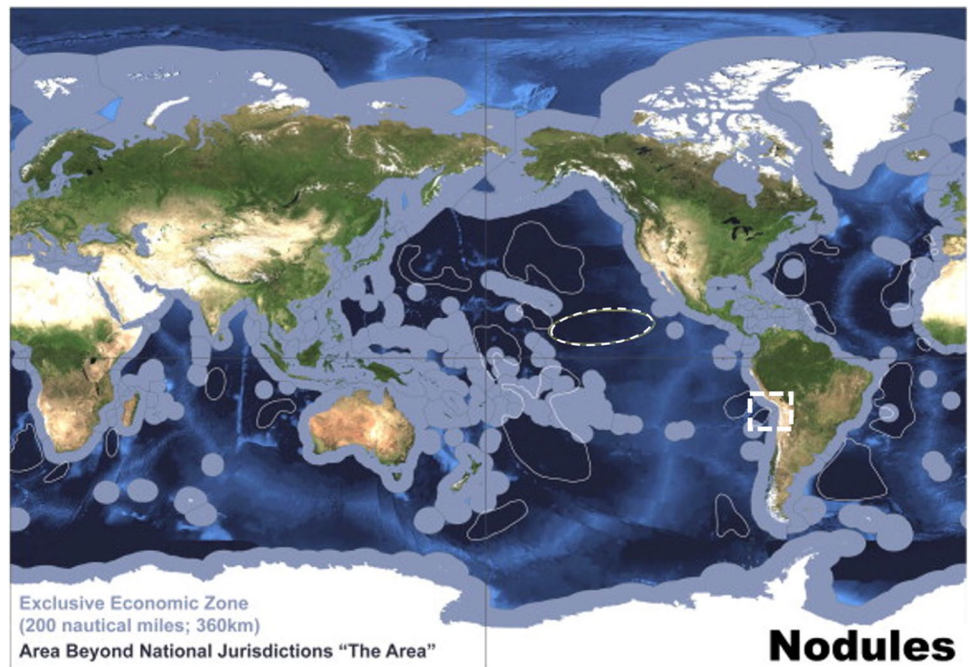 Exclusive Economic Zone
(200 nautical miles; 360km)
Area Beyond National Jurisdictions “The Area”
Nodules